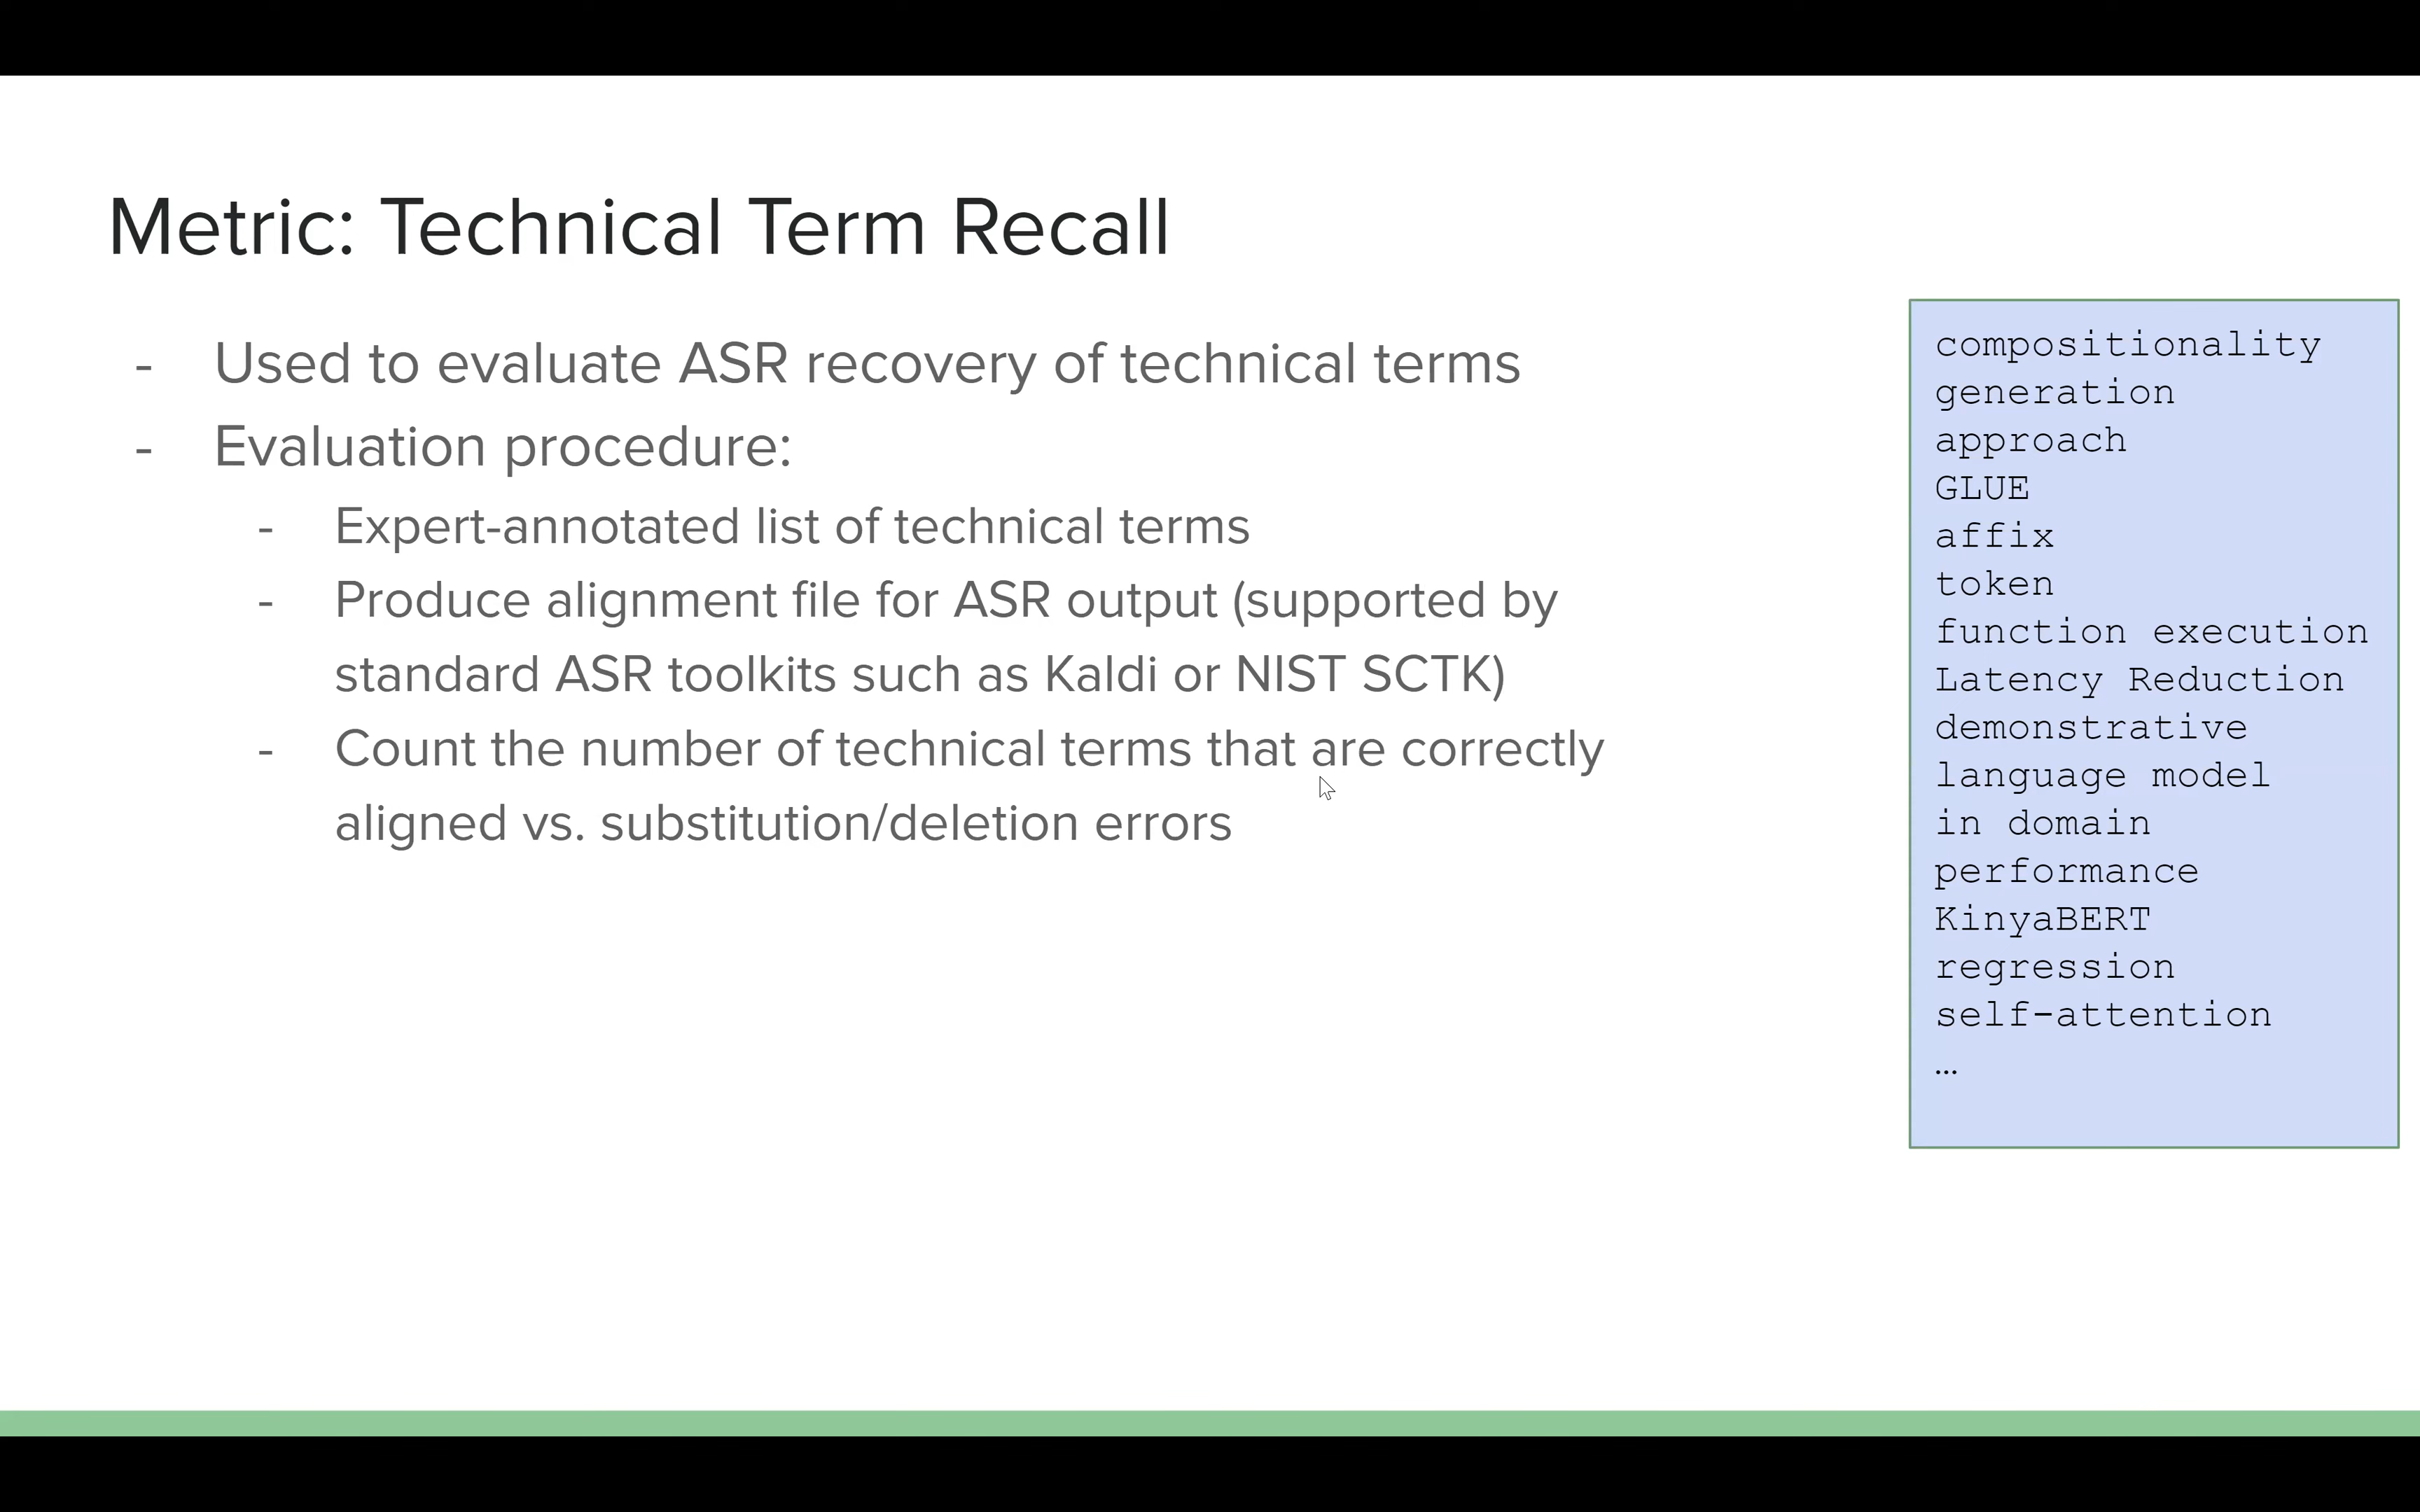 Metric: Technical Term Recall
- Used to evaluate ASR recovery of technical terms
- Evaluation procedure:
- Expert-annotated list of technical terms
- Produce alignment file for ASR output (supported by
standard ASR toolkits such as Kaldi or NIST SCTK)
- Count the number of technical terms that are correctly
aligned vs. substitution/deletion errors
compositionality
generation
approach
GLUE
affix
token
function execution
Latency Reduction
demonstrative
language model
in domain
performance
KinyaBERT
regression
self-attention
…